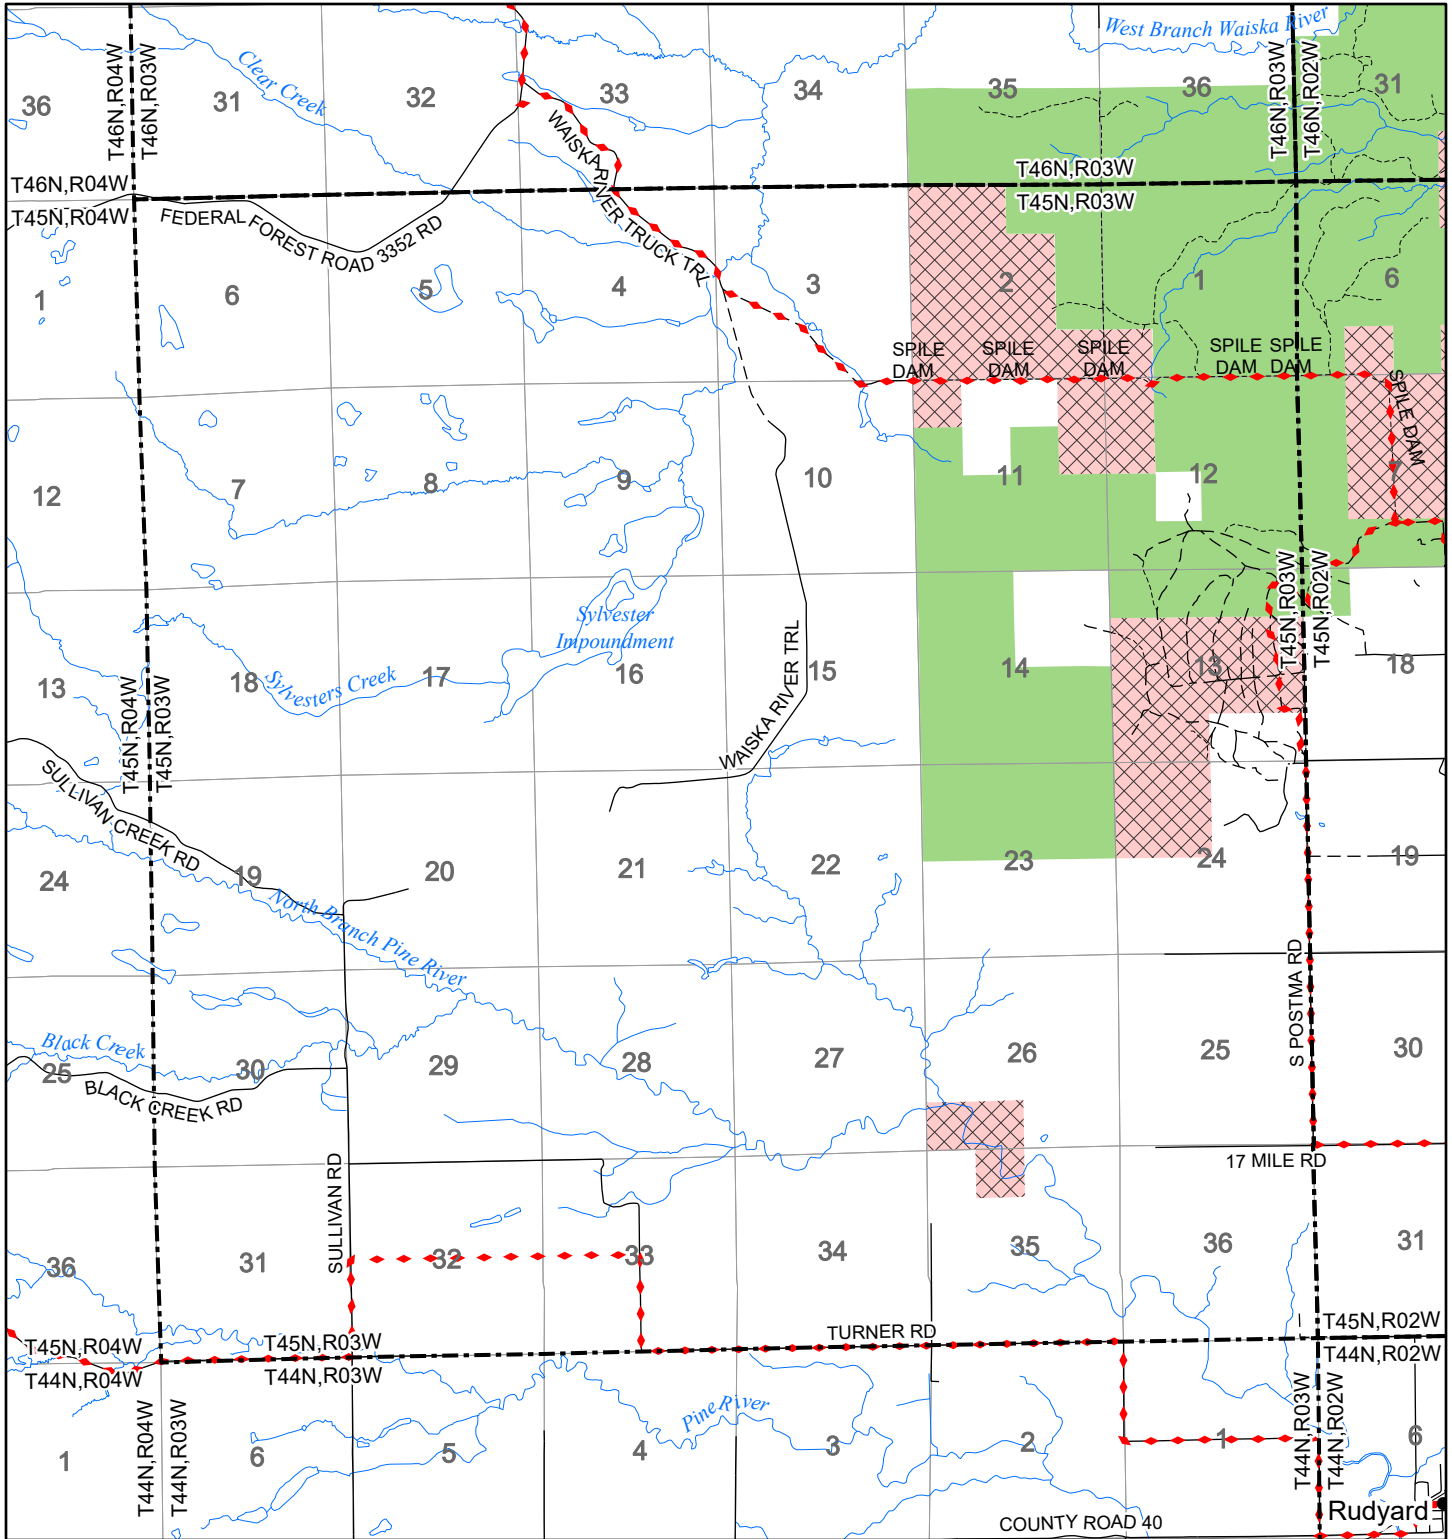 West Branch Waiska River
Clear Creek
T46N,R04W
T46N,R03W
T46N,R03W
T46N,R02W
36
31
32
33
34
35
36
31
WAISKA RIVER TRUCK TRL
T46N,R04W
T45N,R04W
T46N,R03W
T45N,R03W
FEDERAL FOREST ROAD 3352 RD
1
6
5
4
3
2
1
6
SPILE
DAM
SPILE
DAM
SPILE
DAM
SPILE
DAM
SPILE
DAM
SPILE DAM
12
7
8
9
10
11
12
7
T45N,R03W
T45N,R02W
Sylvester
Impoundment
13
18
Sylvesters Creek
17
16
15
14
13
18
WAISKA RIVER TRL
T45N,R04W
T45N,R03W
SULLIVAN CREEK RD
24
19
20
21
22
23
24
19
North Branch Pine River
S POSTMA RD
Black Creek
25
30
29
28
27
26
25
30
BLACK CREEK RD
17 MILE RD
SULLIVAN RD
36
31
32
33
34
35
36
31
TURNER RD
T45N,R04W
T44N,R04W
T45N,R03W
T44N,R03W
T45N,R02W
T44N,R02W
T44N,R04W
T44N,R03W
T44N,R03W
T44N,R02W
Pine River
1
6
5
4
3
2
1
6
Rudyard
COUNTY ROAD 40